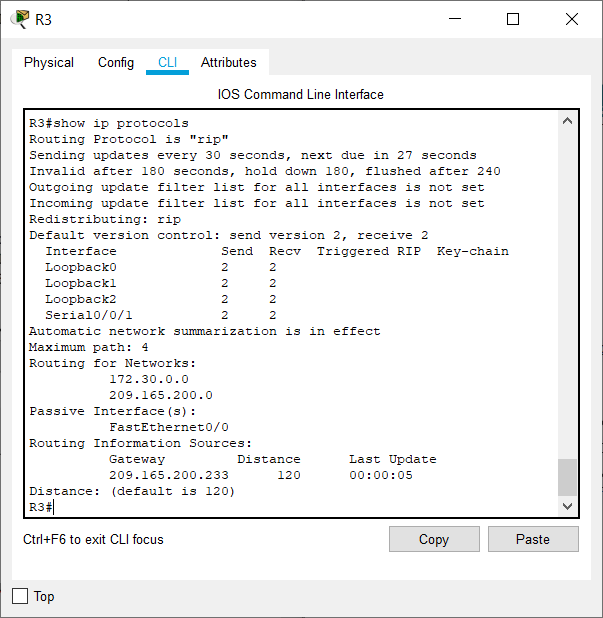 R3
Physical Config CLI Attributes
IOS Command Line Interface
R3#show ip protocols
Routing Protocol is "rip"
Sending updates every 30 seconds, next due in 27 seconds
Invalid after 180 seconds, hold down 180, flushed after 240
Outgoing update filter list for all interfaces is not set
Incoming update filter list for all interfaces is not set
Redistributing: rip
Default version control: send version 2, receive 2
  Interface             Send  Recv  Triggered RIP  Key-chain
  Loopback0             2     2
  Loopback1             2     2
  Loopback2             2     2
  Serial0/0/1           2     2
Automatic network summarization is in effect
Maximum path: 4
Routing for Networks:
          172.30.0.0
          209.165.200.0
Passive Interface(s):
          FastEthernet0/0
Routing Information Sources:
          Gateway         Distance      Last Update
          209.165.200.233      120      00:00:05
Distance: (default is 120)
R3#
Ctrl+F6 to exit CLI focus
Copy Paste
Top